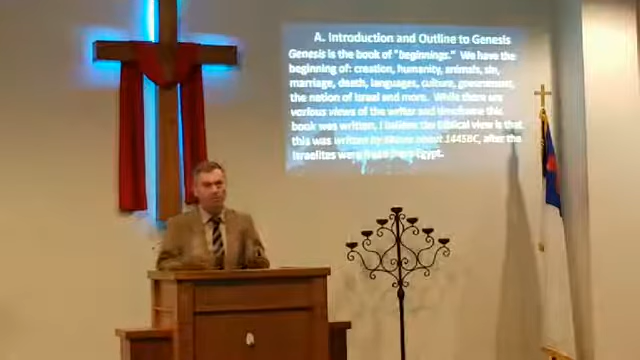 A. Introduction and Outline to Genesis
Genesis is the book of "beginnings." We have the
beginning of: creation, humanity, animals, sin,
marriage, death, languages, culture, government,
the nation of Israel and more. While there are
various views of the writer and timeframe this
book was written, I believe the Biblical view is that
this was written by Moses about 1445BC, after the
Israelites were